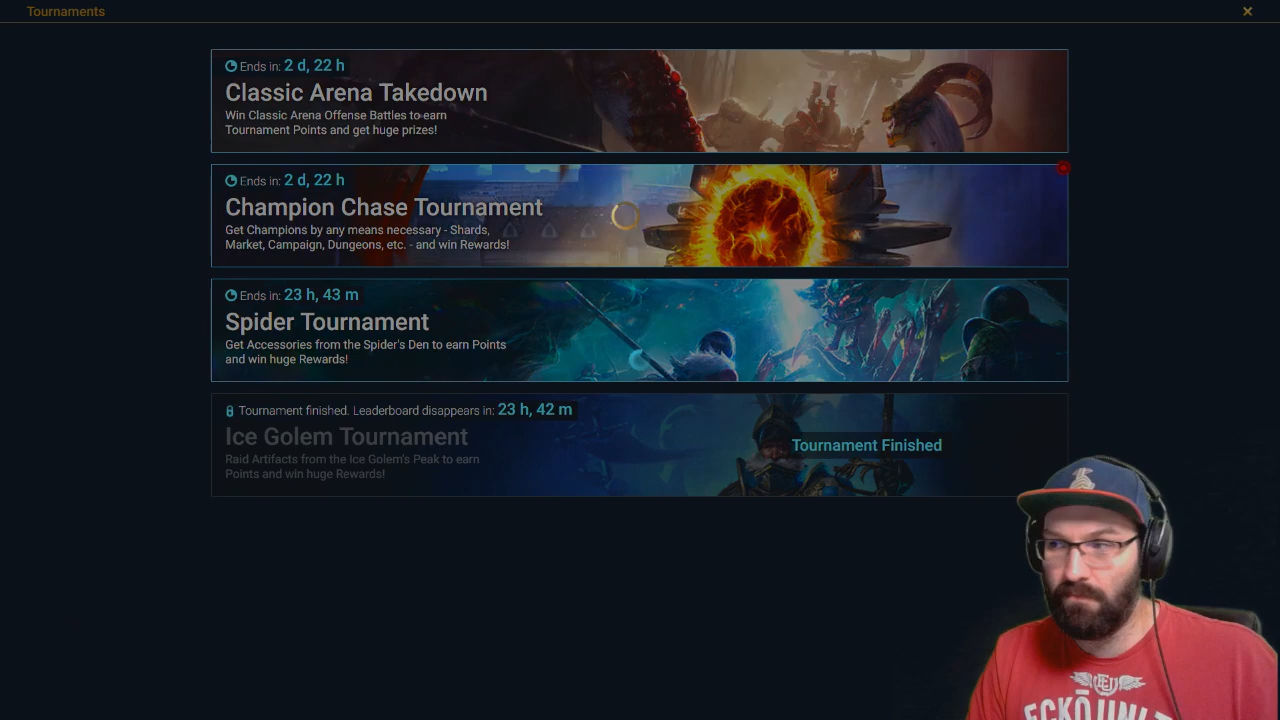 Tournaments
Ends in: 2 d, 22 h
Classic Arena Takedown
Win Classic Arena Offense Battles to earn
Tournament Points and get huge prizes!
Ends in: 2 d, 22 h
Champion Chase Tournament
Get Champions by any means necessary - Shards,
Market, Campaign, Dungeons, etc. - and win Rewards!
Ends in: 23 h, 43 m
Spider Tournament
Get Accessories from the Spider's Den to earn Points
and win huge Rewards!
Tournament finished. Leaderboard disappears in: 23 h, 42 m
Ice Golem Tournament
Raid Artifacts from the Ice Golem's Peak to earn
Points and win huge Rewards!
Tournament Finished